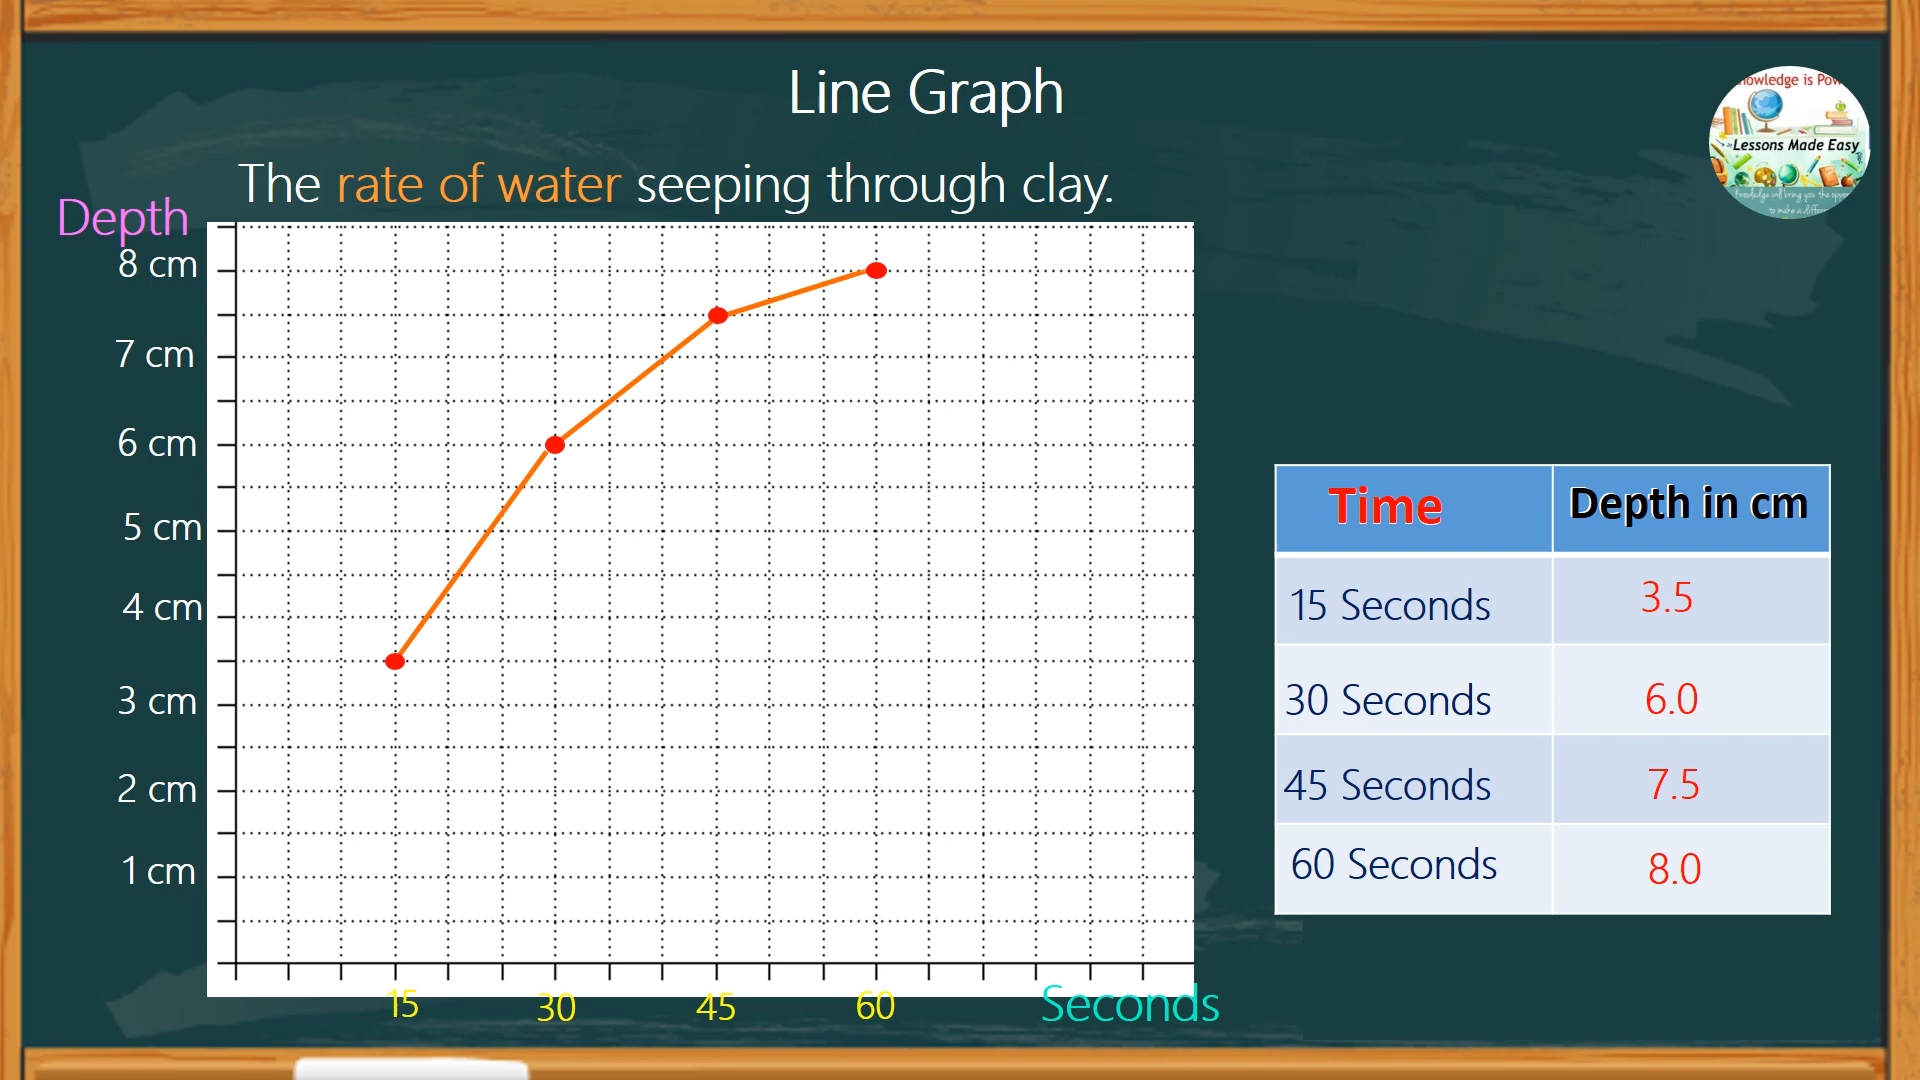 Line Graph
The rate of water seeping through clay.
Depth
8 cm
7 cm
6 cm
5 cm
4 cm
3 cm
2 cm
1 cm
15 30 45 60 Seconds
Time Depth in cm
15 Seconds 3.5
30 Seconds 6.0
45 Seconds 7.5
60 Seconds 8.0
Lessons Made Easy